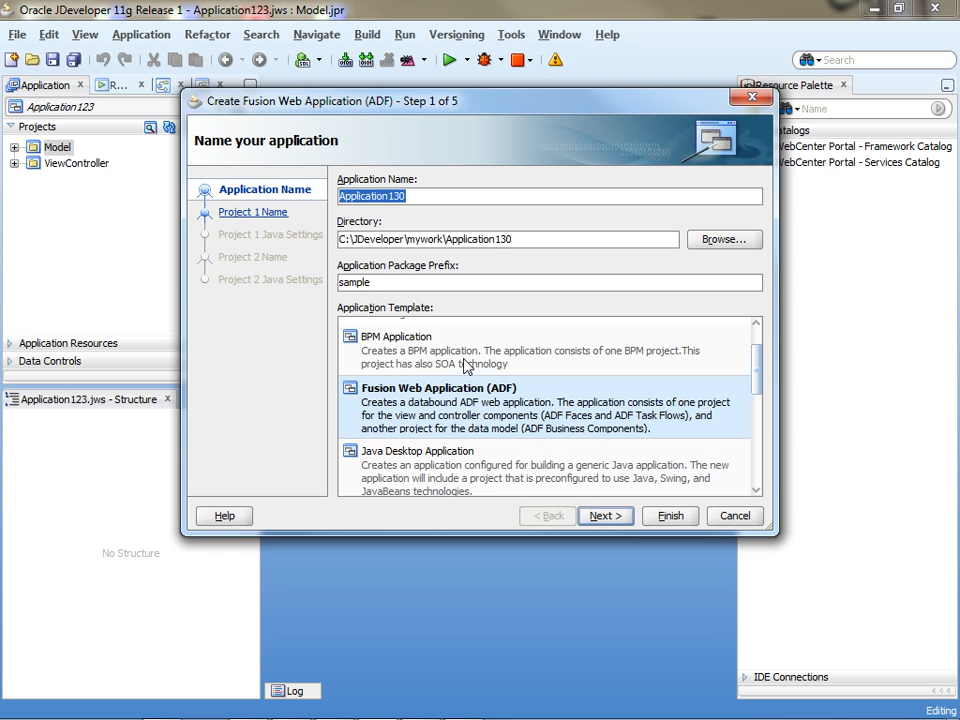 Oracle JDeveloper 11g Release 1 - Application123.jws : Model.jpr
File Edit View Application Refactor Search Navigate Build Run Versioning Tools Window Help
Search
Application
R...
Resource Palette
Application123
Name
Projects
Model
ViewController
Create Fusion Web Application (ADF) - Step 1 of 5
Name your application
Application Name
Project 1 Name
Project 1 Java Settings
Project 2 Name
Project 2 Java Settings
Application Name:
Application130
Directory:
C:\JDeveloper\mywork\Application130
Browse...
Application Package Prefix:
sample
Application Template:
BPM Application
Creates a BPM application. The application consists of one BPM project.This
project has also SOA technology
Fusion Web Application (ADF)
Creates a databound ADF web application. The application consists of one project
for the view and controller components (ADF Faces and ADF Task Flows), and
another project for the data model (ADF Business Components).
Java Desktop Application
Creates an application configured for building a generic Java application. The new
application will include a project that is preconfigured to use Java, Swing, and
JavaBeans technologies.
Help
< Back
Next >
Finish
Cancel
atalogs
WebCenter Portal - Framework Catalog
WebCenter Portal - Services Catalog
Application Resources
Data Controls
Application123.jws - Structure
No Structure
Log
IDE Connections
Editing